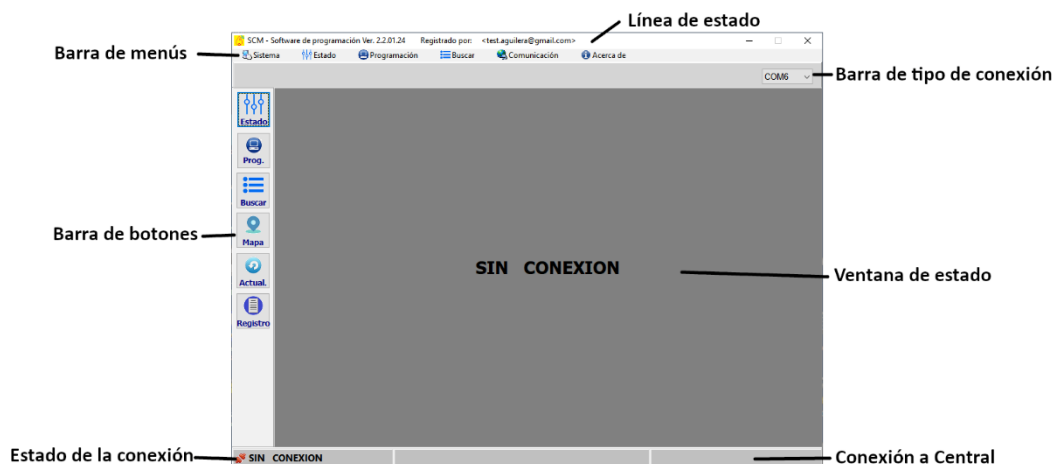 Línea de estado
SCM - Software de programación Ver. 2.2.01.24 Registrado por: <test.aguilera@gmail.com>
Barra de menús
Sistema Estado Programación Buscar Comunicación Acerca de
COM6
Barra de tipo de conexión
Estado
Prog.
Buscar
Barra de botones
Mapa
SIN CONEXION
Ventana de estado
Actual.
Registro
Estado de la conexión
SIN CONEXION
Conexión a Central